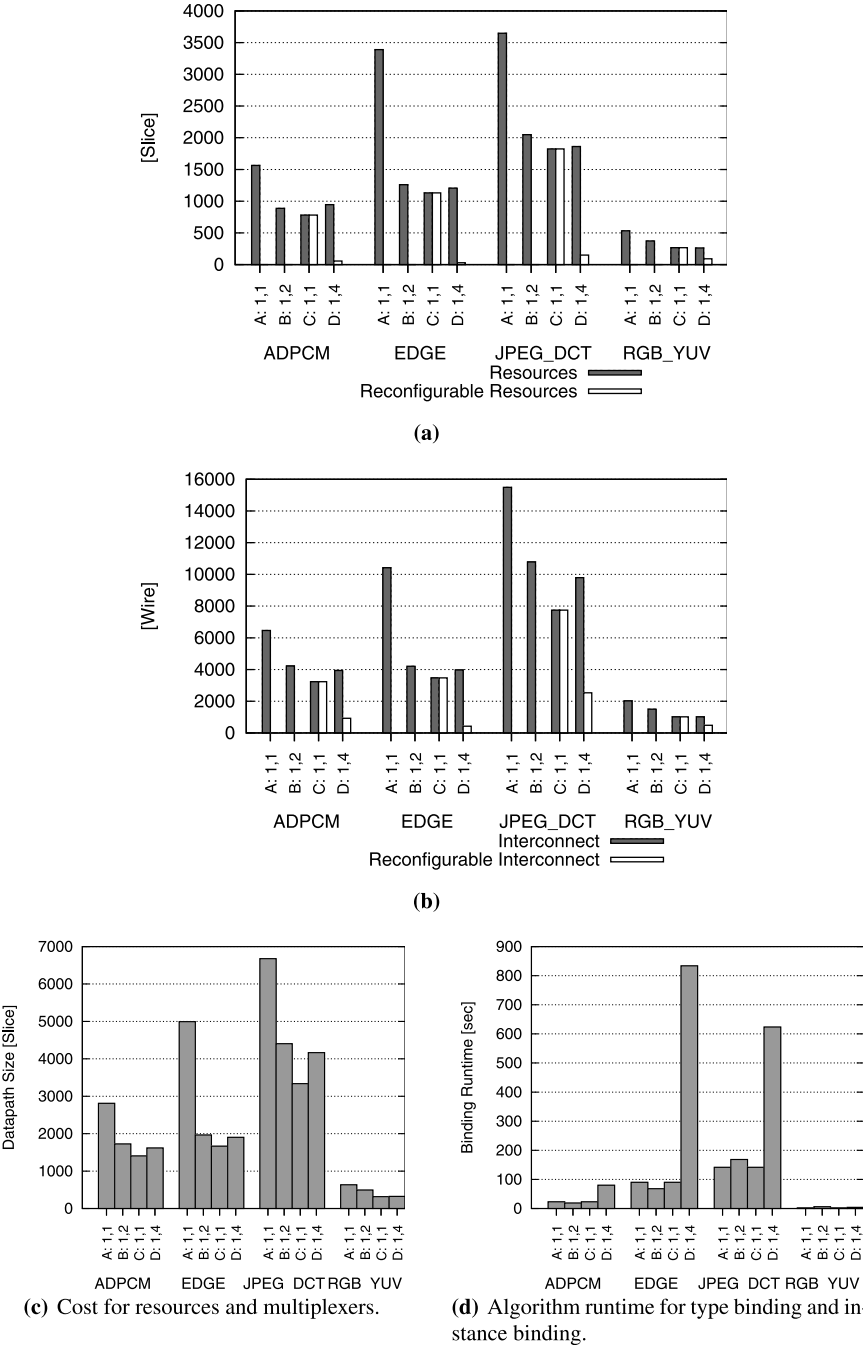 4000
3500
3000
2500
2000
1500
1000
500
0
[Slice]
A: 1,1
B: 1,2
C: 1,1
D: 1,4
A: 1,1
B: 1,2
C: 1,1
D: 1,4
A: 1,1
B: 1,2
C: 1,1
D: 1,4
A: 1,1
B: 1,2
C: 1,1
D: 1,4
ADPCM EDGE JPEG_DCT RGB_YUV
Resources
Reconfigurable Resources
(a)
16000
14000
12000
10000
8000
6000
4000
2000
0
[Wire]
A: 1,1
B: 1,2
C: 1,1
D: 1,4
A: 1,1
B: 1,2
C: 1,1
D: 1,4
A: 1,1
B: 1,2
C: 1,1
D: 1,4
A: 1,1
B: 1,2
C: 1,1
D: 1,4
ADPCM EDGE JPEG_DCT RGB_YUV
Interconnect
Reconfigurable Interconnect
(b)
7000
6000
5000
4000
3000
2000
1000
0
Datapath Size [Slice]
A: 1,1
B: 1,2
C: 1,1
D: 1,4
A: 1,1
B: 1,2
C: 1,1
D: 1,4
A: 1,1
B: 1,2
C: 1,1
D: 1,4
A: 1,1
B: 1,2
C: 1,1
D: 1,4
ADPCM EDGE JPEG DCT RGB YUV
(c) Cost for resources and multiplexers.
900
800
700
600
500
400
300
200
100
0
Binding Runtime [sec]
A: 1,1
B: 1,2
C: 1,1
D: 1,4
A: 1,1
B: 1,2
C: 1,1
D: 1,4
A: 1,1
B: 1,2
C: 1,1
D: 1,4
A: 1,1
B: 1,2
C: 1,1
D: 1,4
ADPCM EDGE JPEG DCT RGB YUV
(d) Algorithm runtime for type binding and in-
stance binding.